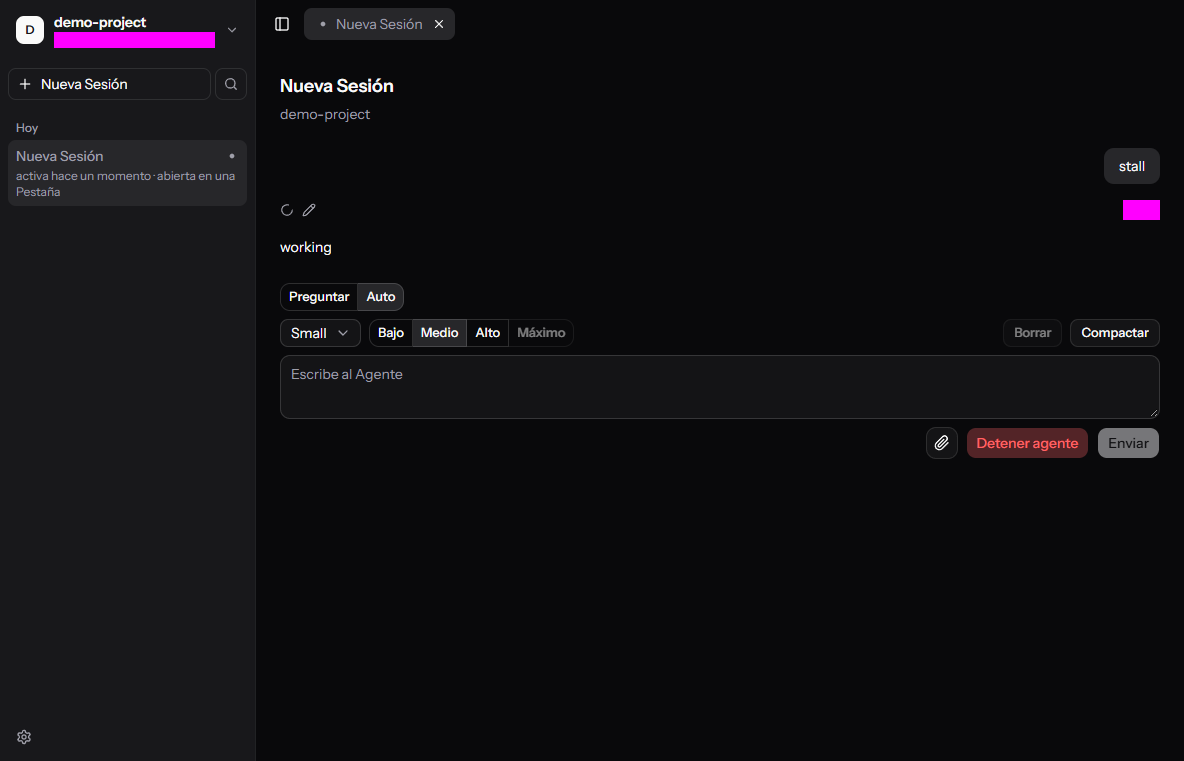 D
demo-project
Nueva Sesión
Hoy
Nueva Sesión
activa hace un momento · abierta en una
Pestaña
Nueva Sesión
Nueva Sesión
demo-project
stall
working
Preguntar Auto
Small Bajo Medio Alto Máximo Borrar Compactar
Escribe al Agente
Detener agente Enviar